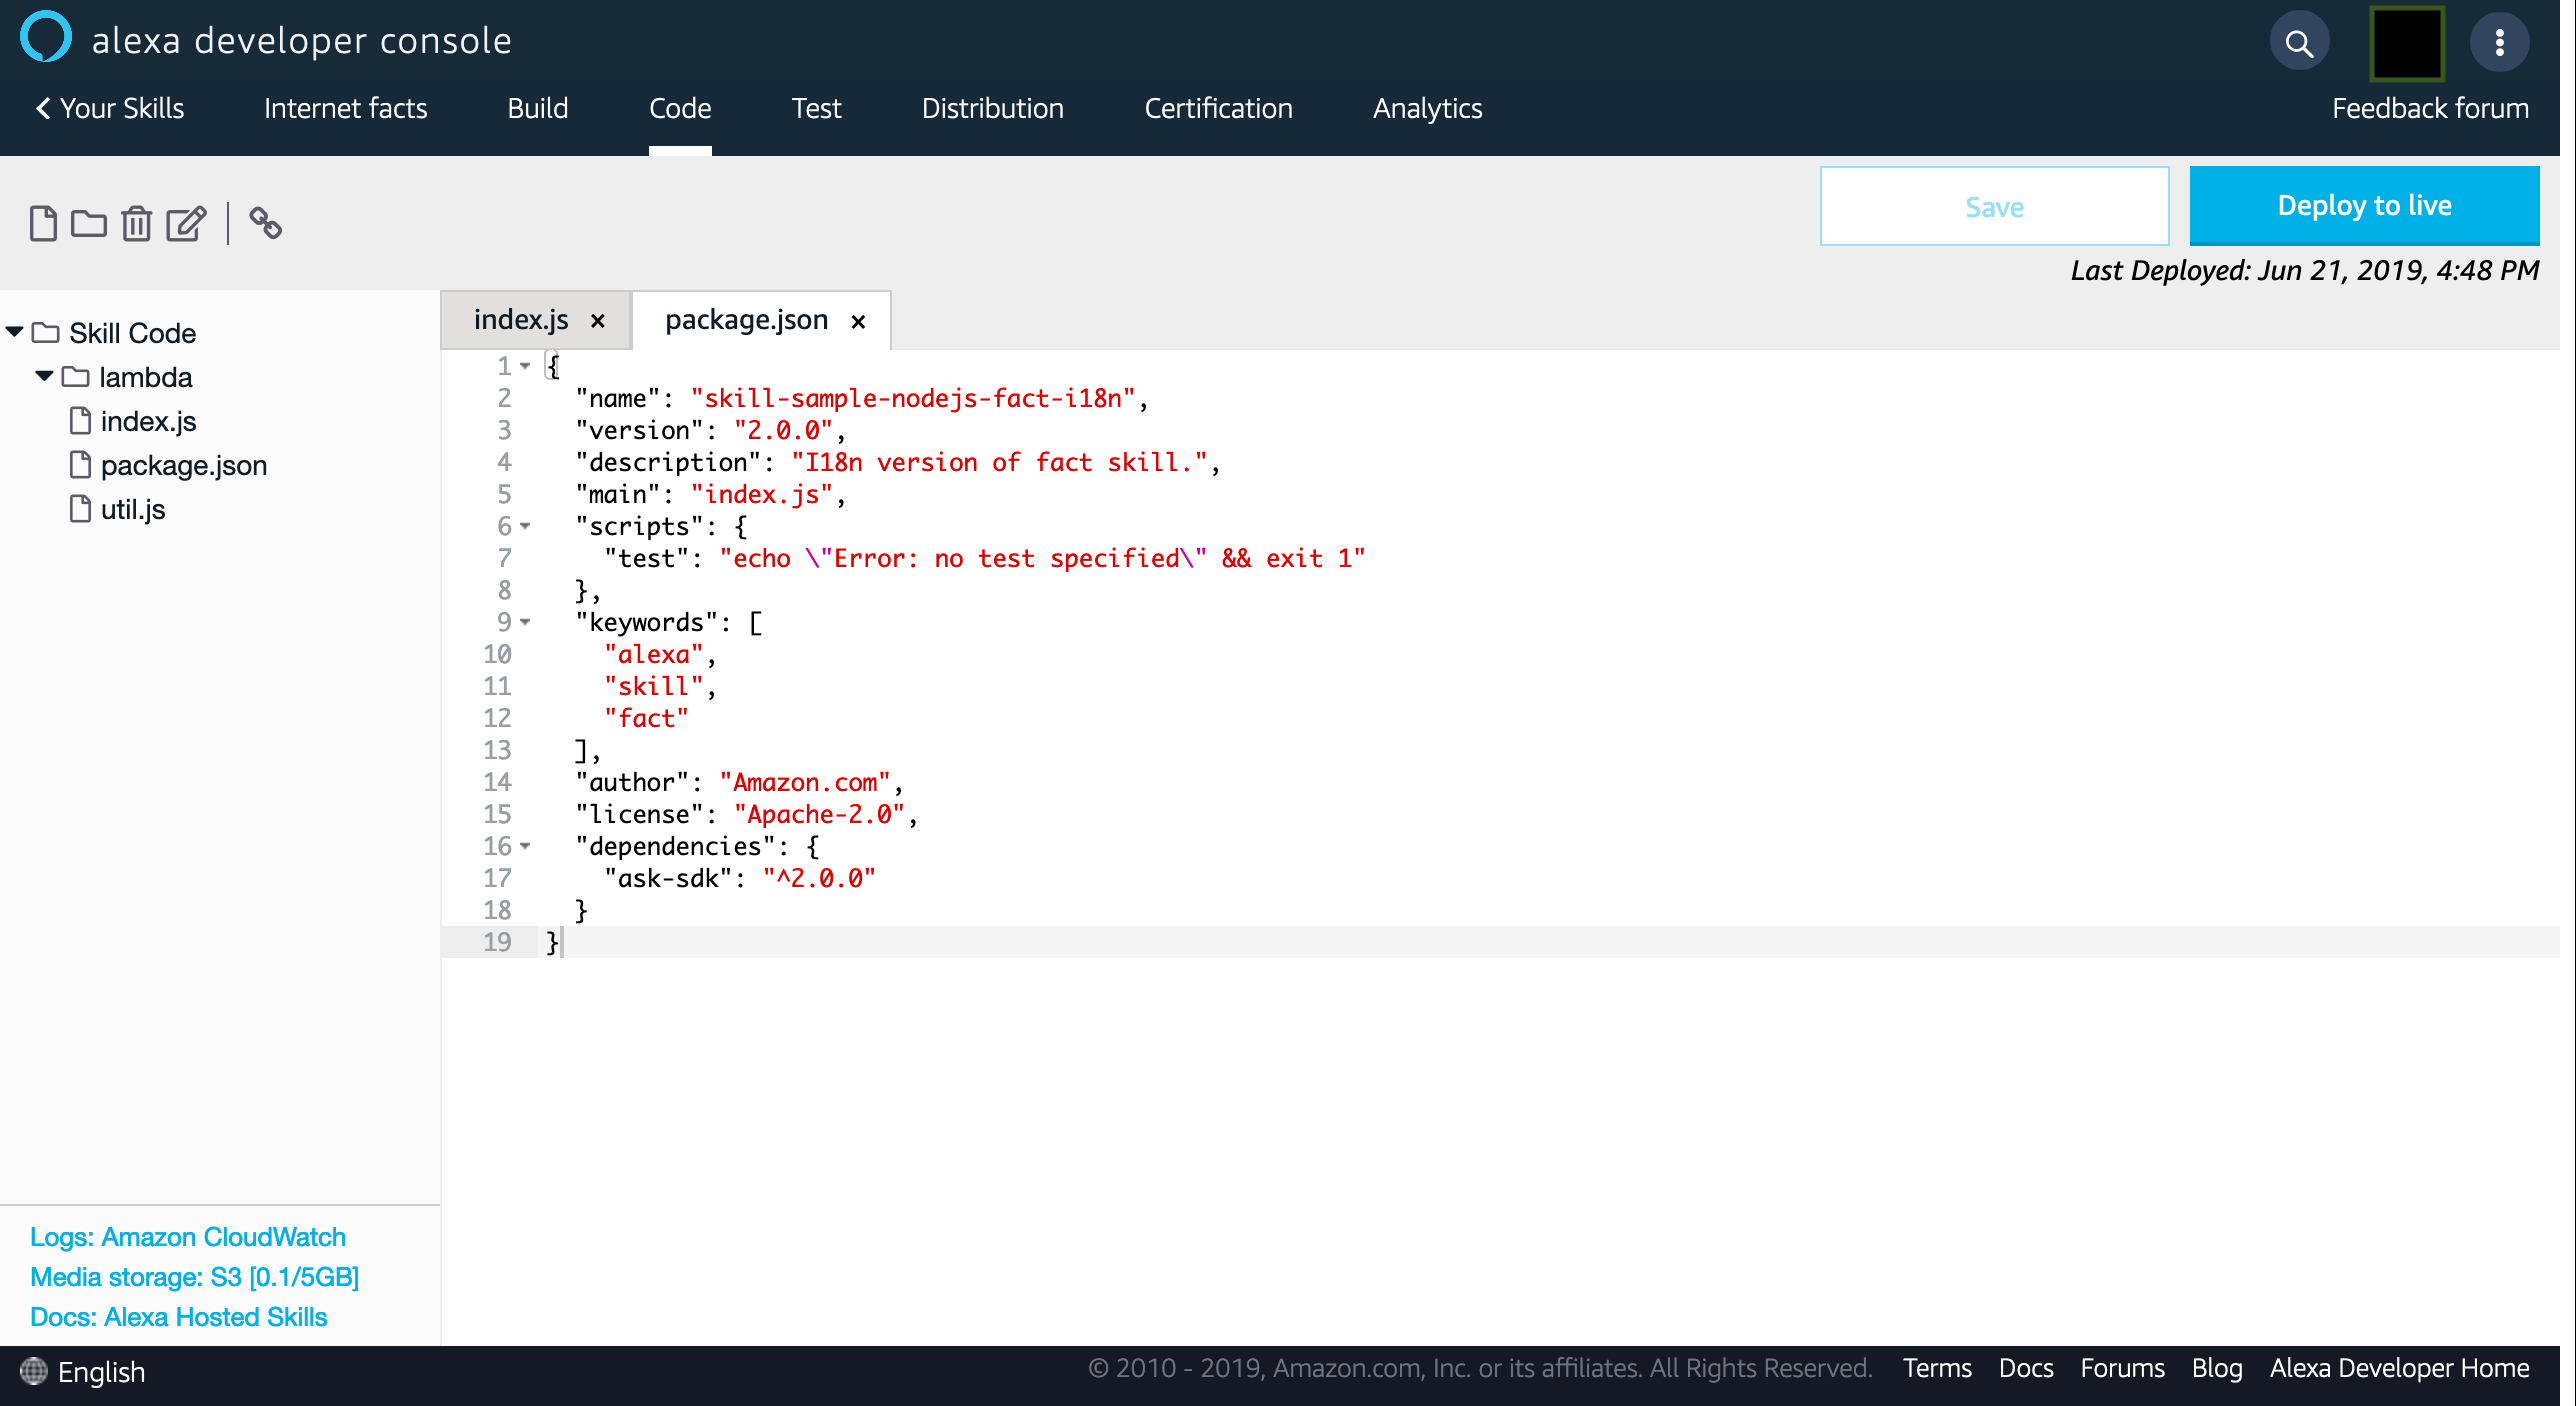 alexa developer console
Your Skills Internet facts Build Code Test Distribution Certification Analytics Feedback forum
Save Deploy to live
Last Deployed: Jun 21, 2019, 4:48 PM
Skill Code
lambda
index.js
package.json
util.js
index.js × package.json ×
1 {
2 "name": "skill-sample-nodejs-fact-i18n",
3 "version": "2.0.0",
4 "description": "I18n version of fact skill.",
5 "main": "index.js",
6 "scripts": {
7 "test": "echo \"Error: no test specified\" && exit 1"
8 },
9 "keywords": [
10 "alexa",
11 "skill",
12 "fact"
13 ],
14 "author": "Amazon.com",
15 "license": "Apache-2.0",
16 "dependencies": {
17 "ask-sdk": "^2.0.0"
18 }
19 }
Logs: Amazon CloudWatch
Media storage: S3 [0.1/5GB]
Docs: Alexa Hosted Skills
English © 2010 - 2019, Amazon.com, Inc. or its affiliates. All Rights Reserved. Terms Docs Forums Blog Alexa Developer Home